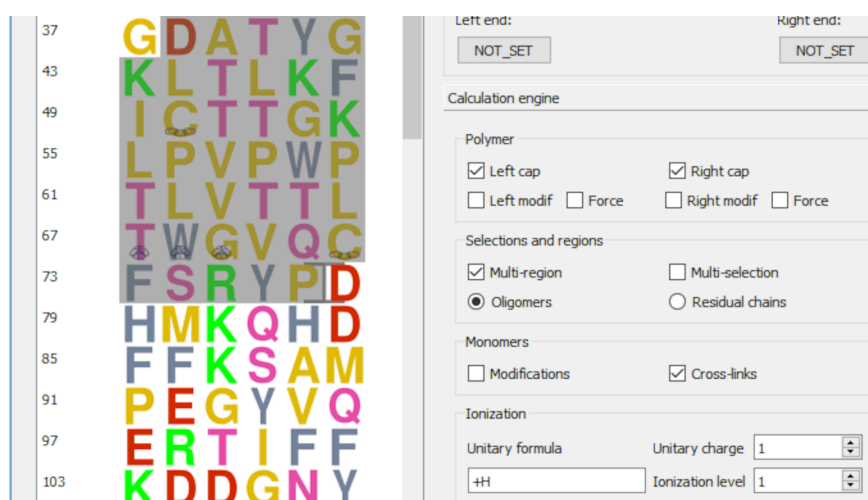 37 G D A T Y G
43 K L T L K F
49 I C T T G K
55 L P V P W P
61 T L V T T L
67 T W G V Q C
73 F S R Y P D
79 H M K Q H D
85 F F K S A M
91 P E G Y V Q
97 E R T I F F
103 K D D G N Y
Left end: Right end:
NOT_SET NOT_SET
Calculation engine
Polymer
Left cap Right cap
Left modif Force Right modif Force
Selections and regions
Multi-region Multi-selection
Oligomers Residual chains
Monomers
Modifications Cross-links
Ionization
Unitary formula Unitary charge 1
+H Ionization level 1